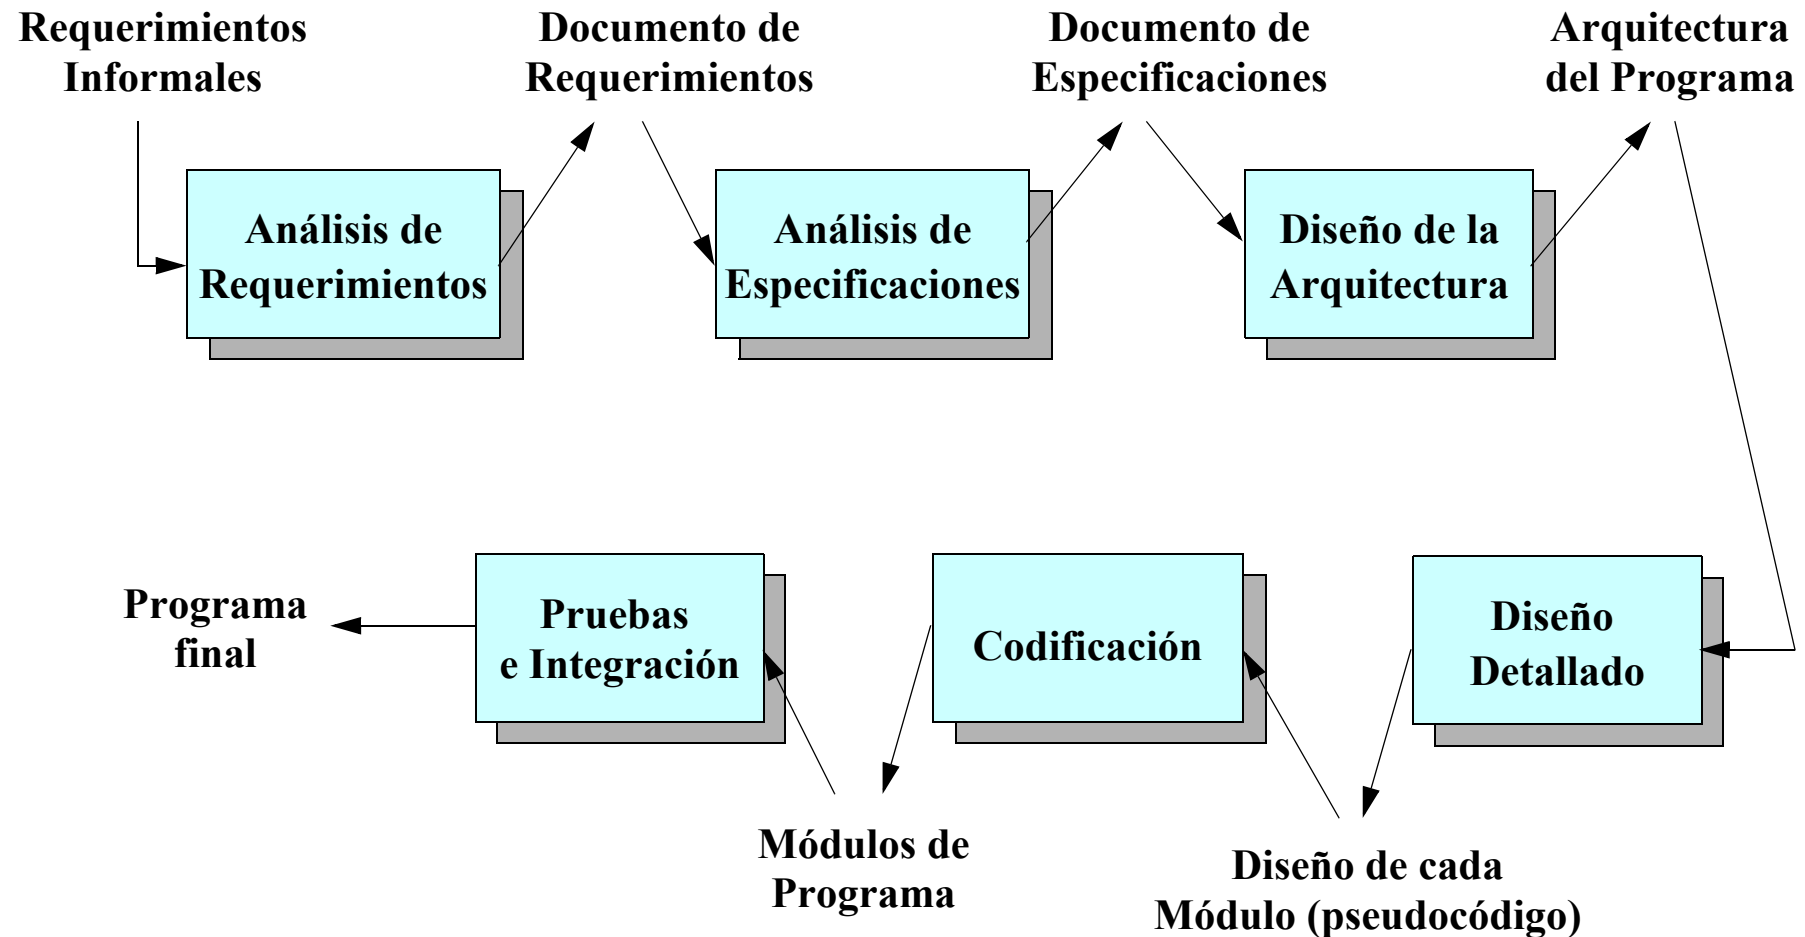 Requerimientos
Informales
Documento de
Requerimientos
Documento de
Especificaciones
Arquitectura
del Programa
Análisis de
Requerimientos
Análisis de
Especificaciones
Diseño de la
Arquitectura
Programa
final
Pruebas
e Integración
Codificación
Diseño
Detallado
Módulos de
Programa
Diseño de cada
Módulo (pseudocódigo)